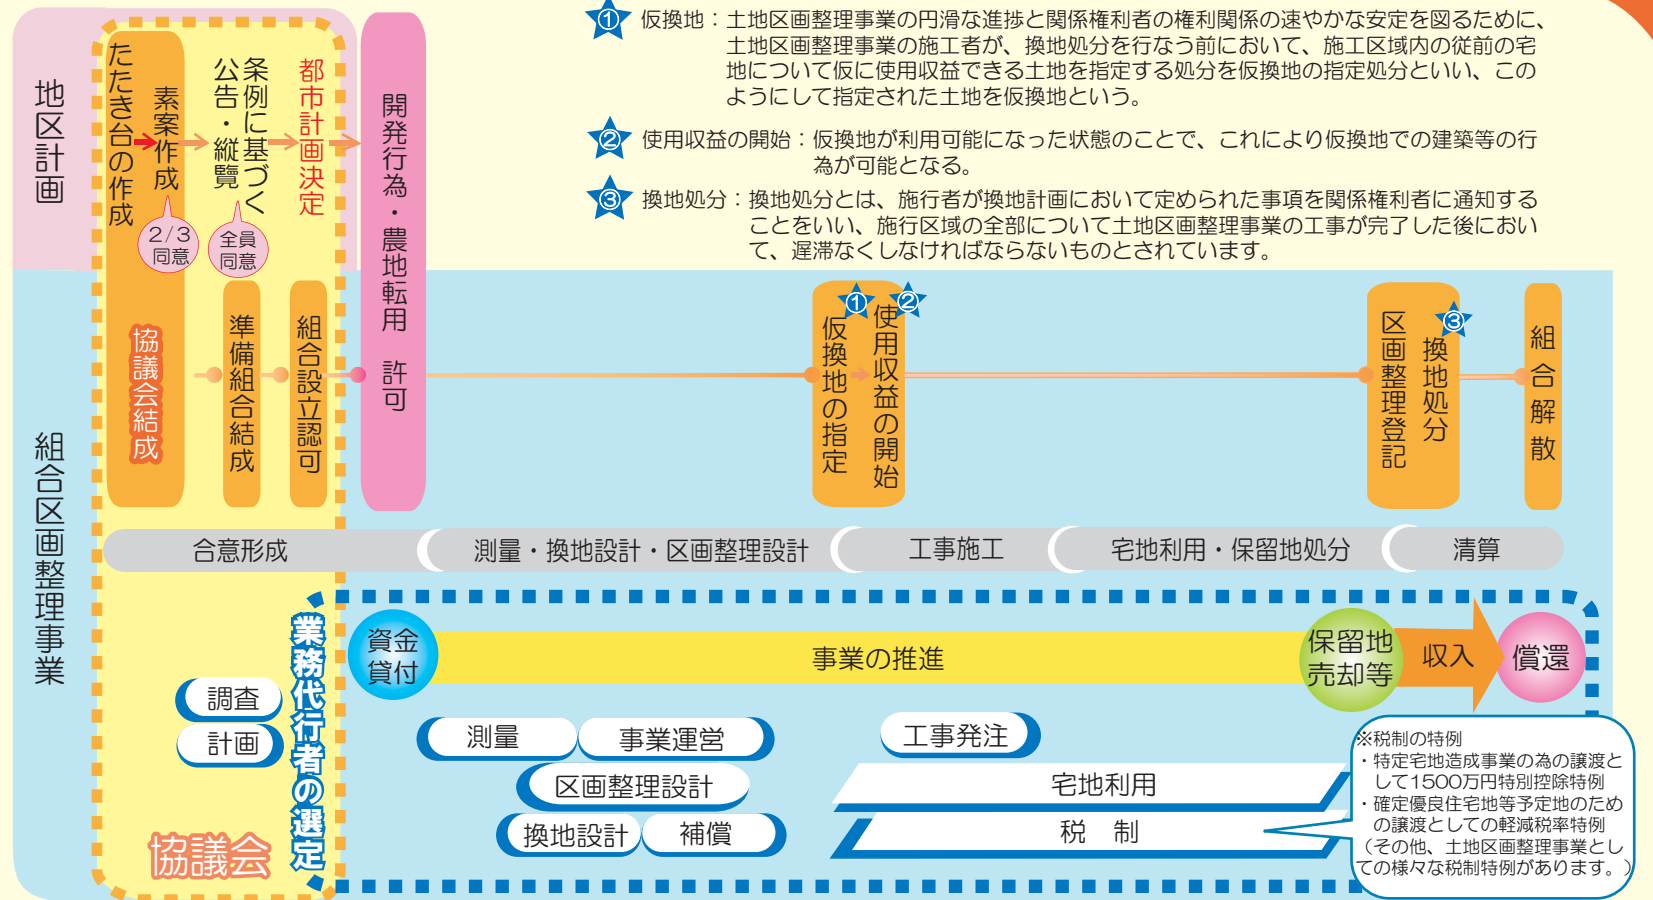 ① 仮換地：土地区画整理事業の円滑な進捗と関係権利者の権利関係の速やかな安定を図るために、
土地区画整理事業の施工者が、換地処分を行なう前において、施工区域内の従前の宅
地について仮に使用収益できる土地を指定する処分を仮換地の指定処分といい、この
ようにして指定された土地を仮換地という。
② 使用収益の開始：仮換地が利用可能になった状態のことで、これにより仮換地での建築等の行
為が可能となる。
③ 換地処分：換地処分とは、施行者が換地計画において定められた事項を関係権利者に通知する
ことをいい、施行区域の全部について土地区画整理事業の工事が完了した後におい
て、遅滞なくしなければならないものとされています。
地区計画
たたき台の作成
素案作成
2/3
同意
条例に基づく
公告・縦覧
全員
同意
都市計画決定
開発行為・農地転用 許可
組合区画整理事業
協議会結成
準備組合結成
組合設立認可
①
仮換地の指定
②
使用収益の開始
区画整理登記
③
換地処分
組合解散
合意形成
測量・換地設計・区画整理設計
工事施工
宅地利用・保留地処分
清算
業務代行者の選定
資金
貸付
事業の推進
保留地
売却等
収入
償還
調査
計画
協議会
測量
事業運営
区画整理設計
換地設計
補償
工事発注
宅地利用
税 制
※税制の特例
・特定宅地造成事業の為の譲渡と
して1500万円特別控除特例
・確定優良住宅地等予定地のため
の譲渡としての軽減税率特例
（その他、土地区画整理事業とし
ての様々な税制特例があります。）